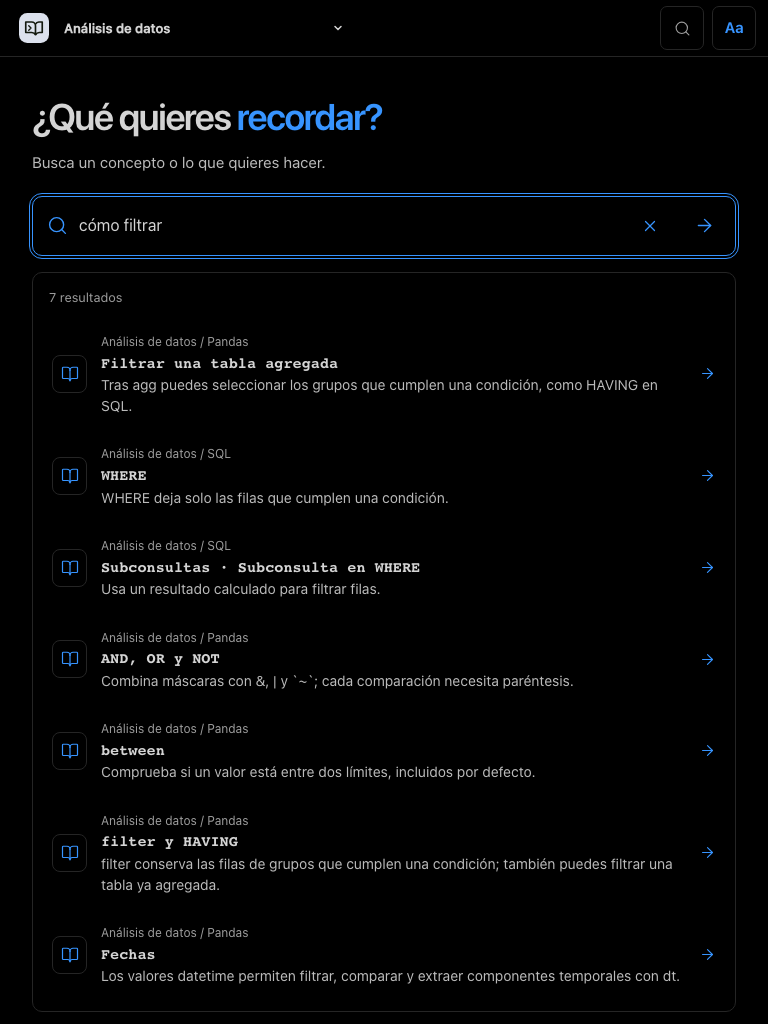 Análisis de datos
Aa
¿Qué quieres recordar?
Busca un concepto o lo que quieres hacer.
cómo filtrar
7 resultados
Análisis de datos / Pandas
Filtrar una tabla agregada
Tras agg puedes seleccionar los grupos que cumplen una condición, como HAVING en
SQL.
Análisis de datos / SQL
WHERE
WHERE deja solo las filas que cumplen una condición.
Análisis de datos / SQL
Subconsultas · Subconsulta en WHERE
Usa un resultado calculado para filtrar filas.
Análisis de datos / Pandas
AND, OR y NOT
Combina máscaras con &, | y `~`; cada comparación necesita paréntesis.
Análisis de datos / Pandas
between
Comprueba si un valor está entre dos límites, incluidos por defecto.
Análisis de datos / Pandas
filter y HAVING
filter conserva las filas de grupos que cumplen una condición; también puedes filtrar una
tabla ya agregada.
Análisis de datos / Pandas
Fechas
Los valores datetime permiten filtrar, comparar y extraer componentes temporales con dt.